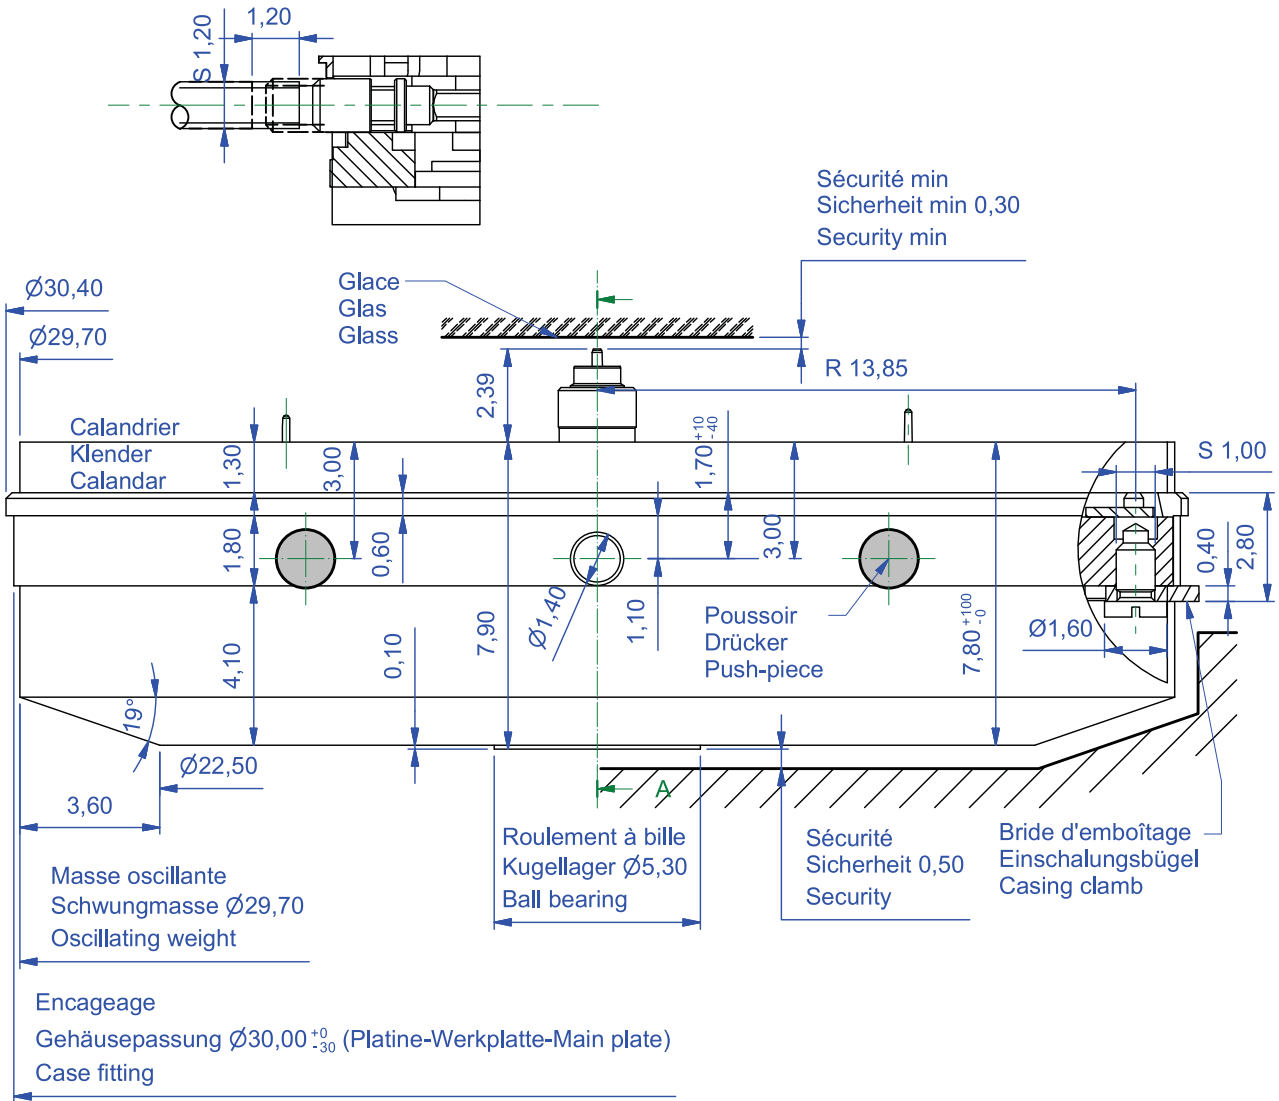 1,20
S 1,20
Sécurité min
Sicherheit min 0,30
Security min
Glace
Glas
Glass
Ø30,40
Ø29,70
R 13,85
2,39
Calandrier
Klender
Calandar
1,30
3,00
1,70 +10 -40
3,00
S 1,00
1,80
0,60
0,40
2,80
Ø1,40
1,10
7,90
Poussoir
Drücker
Push-piece
7,80 +100 -0
Ø1,60
4,10
0,10
19°
Ø22,50
3,60
A
Roulement à bille
Kugellager Ø5,30
Ball bearing
Sécurité
Sicherheit 0,50
Security
Bride d'emboîtage
Einschalungsbügel
Casing clamb
Masse oscillante
Schwungmasse Ø29,70
Oscillating weight
Encageage
Gehäusepassung Ø30,00 +0 -30 (Platine-Werkplatte-Main plate)
Case fitting